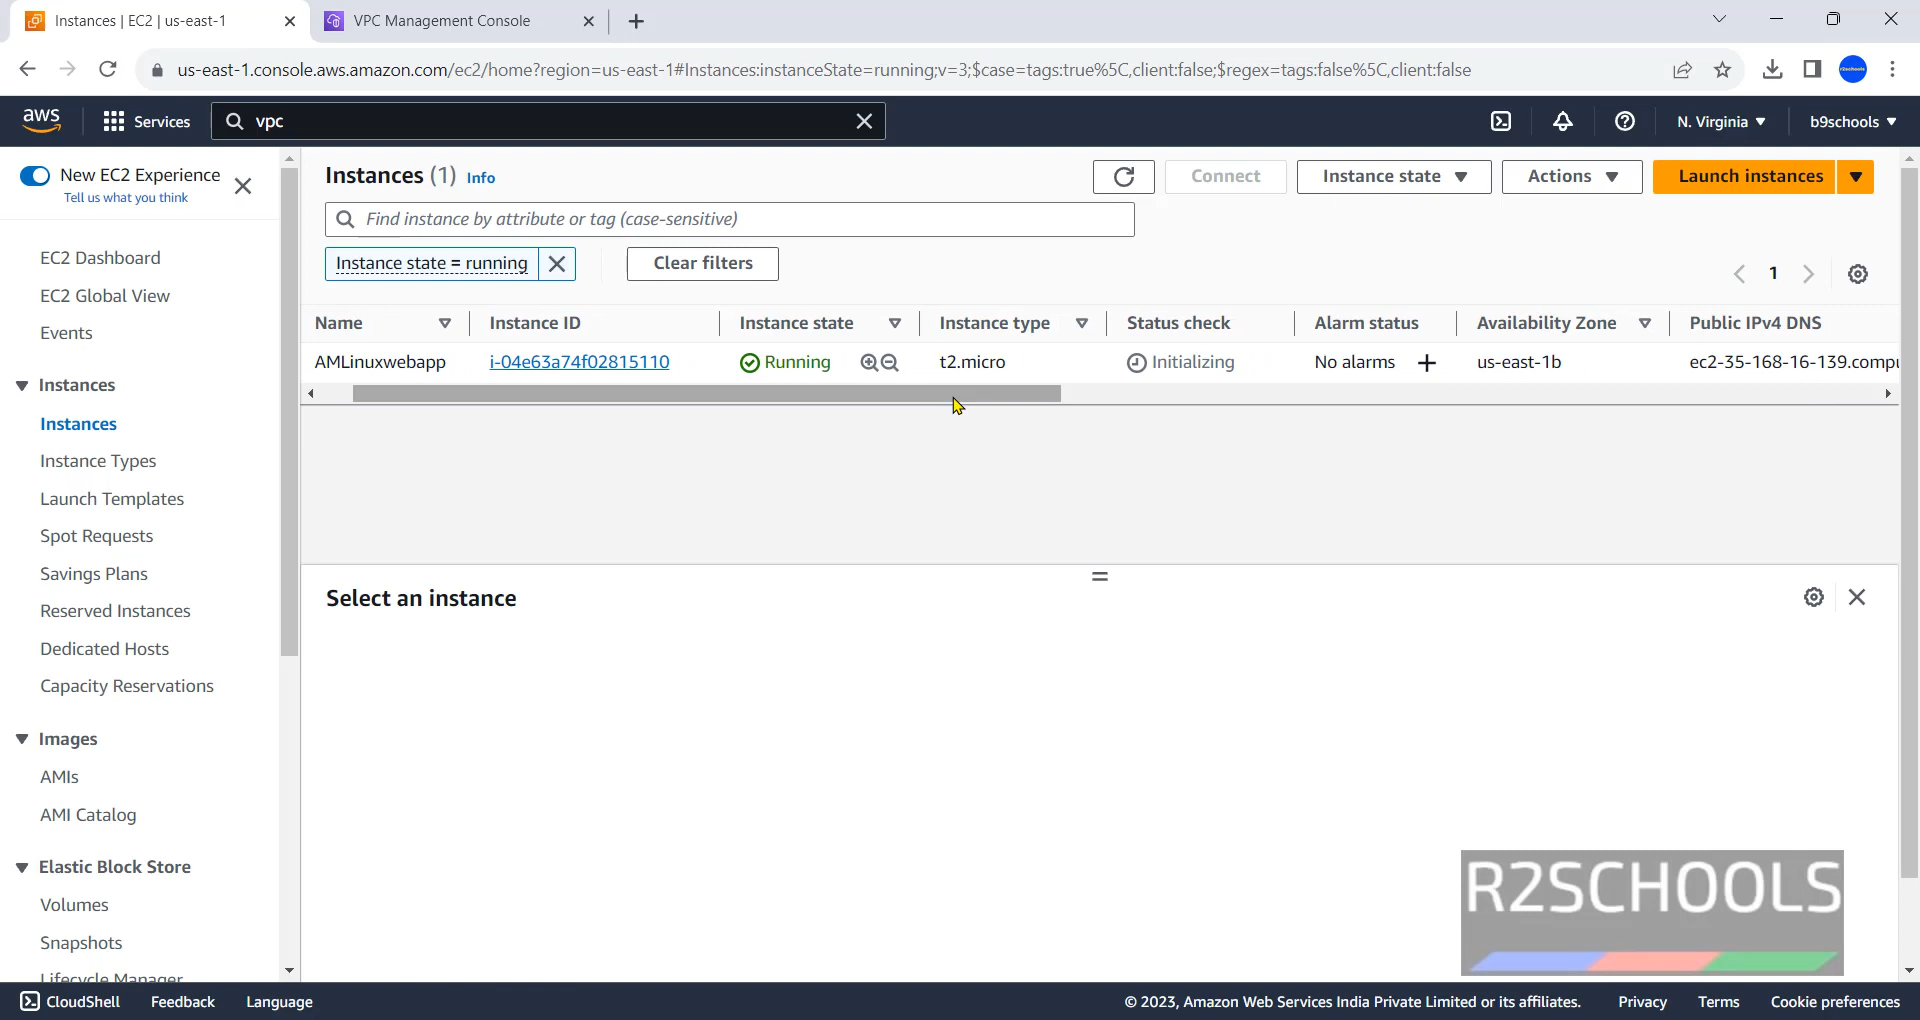 Instances | EC2 | us-east-1
VPC Management Console
us-east-1.console.aws.amazon.com/ec2/home?region=us-east-1#Instances:instanceState=running;v=3;$case=tags:true%5C,client:false;$regex=tags:false%5C,client:false
aws
Services
vpc
N. Virginia
b9schools
New EC2 Experience
Tell us what you think
EC2 Dashboard
EC2 Global View
Events
Instances
Instances
Instance Types
Launch Templates
Spot Requests
Savings Plans
Reserved Instances
Dedicated Hosts
Capacity Reservations
Images
AMIs
AMI Catalog
Elastic Block Store
Volumes
Snapshots
Lifecycle Manager
Instances (1) Info
Connect
Instance state
Actions
Launch instances
Find instance by attribute or tag (case-sensitive)
Instance state = running
Clear filters
1
Name Instance ID Instance state Instance type Status check Alarm status Availability Zone Public IPv4 DNS
AMLinuxwebapp i-04e63a74f02815110 Running t2.micro Initializing No alarms us-east-1b ec2-35-168-16-139.compu
Select an instance
R2SCHOOLS
CloudShell Feedback Language © 2023, Amazon Web Services India Private Limited or its affiliates. Privacy Terms Cookie preferences